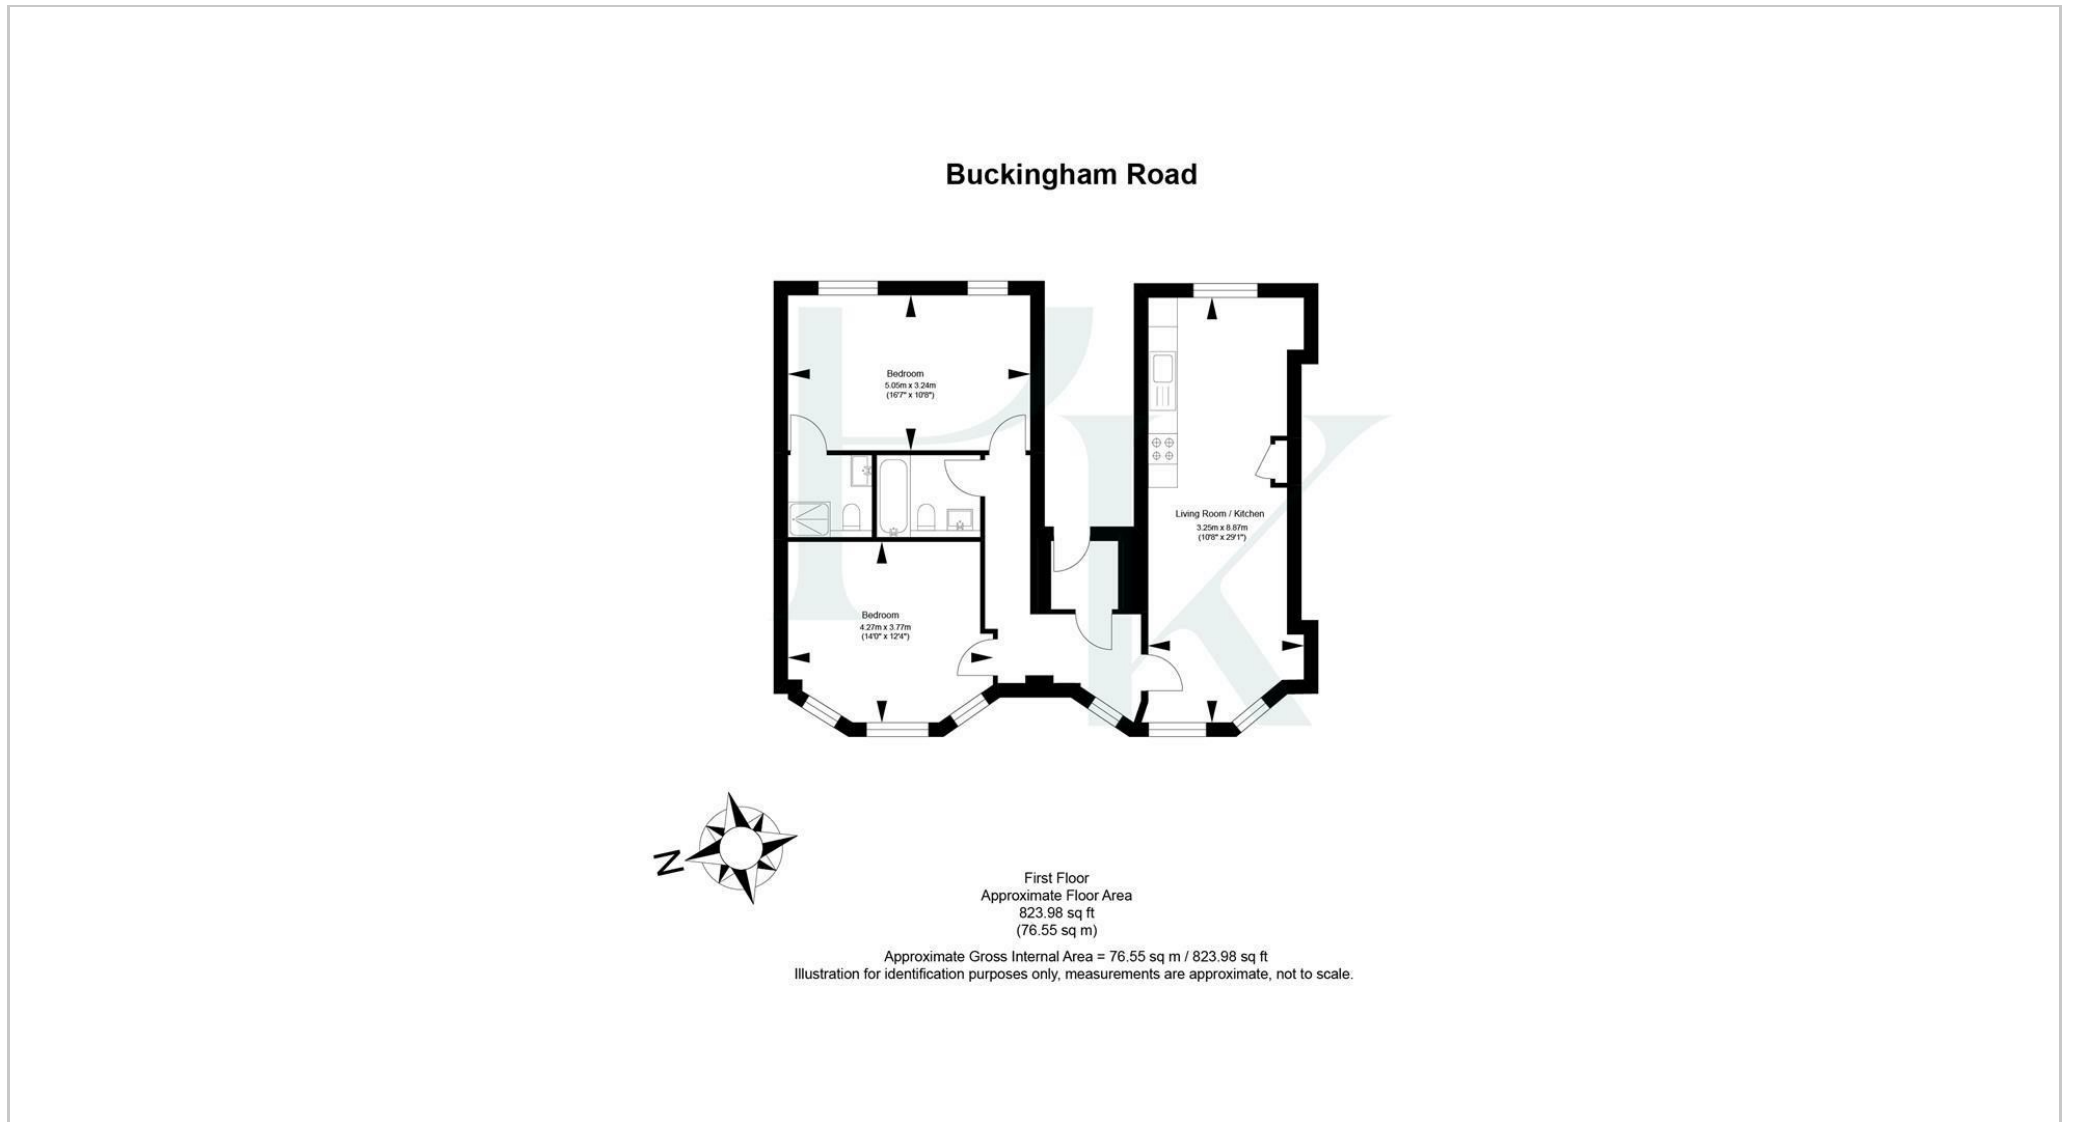 Buckingham Road
Bedroom
5.05m x 3.24m
(16'7" x 10'8")
Living Room / Kitchen
3.25m x 8.87m
(10'8" x 29'1")
Bedroom
4.27m x 3.77m
(14'0" x 12'4")
N
First Floor
Approximate Floor Area
823.98 sq ft
(76.55 sq m)
Approximate Gross Internal Area = 76.55 sq m / 823.98 sq ft
Illustration for identification purposes only, measurements are approximate, not to scale.